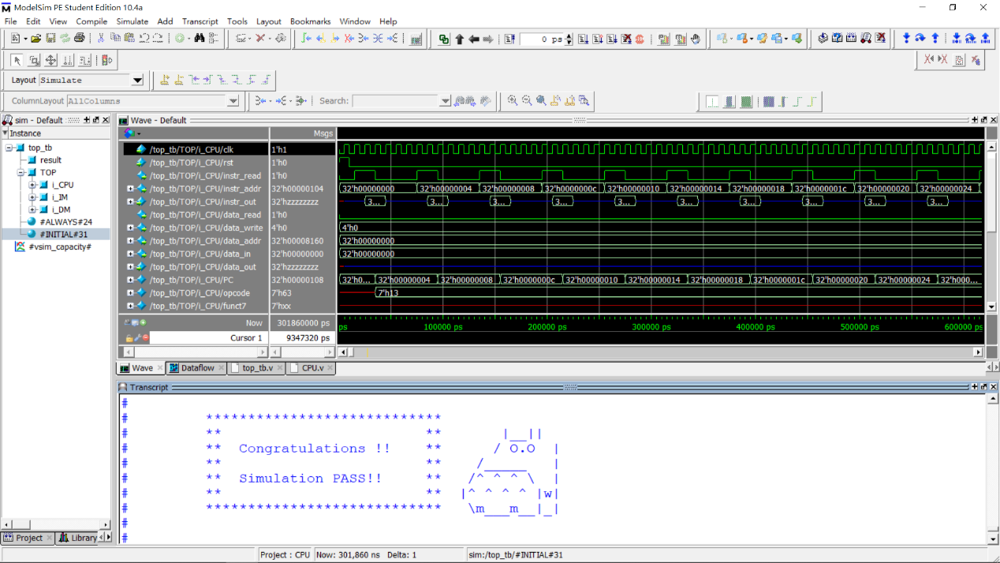 ModelSim PE Student Edition 10.4a
File Edit View Compile Simulate Add Transcript Tools Layout Bookmarks Window Help
0 ps
Layout Simulate
ColumnLayout AllColumns
Search:
sim - Default
Instance
top_tb
result
TOP
i_CPU
i_IM
i_DM
#ALWAYS#24
#INITIAL#31
#vsim_capacity#
Project
Library
Wave - Default
Msgs
/top_tb/TOP/i_CPU/clk 1'h1
/top_tb/TOP/i_CPU/rst 1'h0
/top_tb/TOP/i_CPU/instr_read 1'h0
/top_tb/TOP/i_CPU/instr_addr 32'h00000104 32'h00000000 32'h00000004 32'h00000008 32'h0000000c 32'h00000010 32'h00000014 32'h00000018 32'h0000001c 32'h00000020 32'h00000024
/top_tb/TOP/i_CPU/instr_out 32'hzzzzzzzz 3... 3... 3... 3... 3... 3... 3... 3... 3... 3...
/top_tb/TOP/i_CPU/data_read 1'h0
/top_tb/TOP/i_CPU/data_write 4'h0 4'h0
/top_tb/TOP/i_CPU/data_addr 32'h00008160 32'h00000000
/top_tb/TOP/i_CPU/data_in 32'h00000000 32'h00000000
/top_tb/TOP/i_CPU/data_out 32'hzzzzzzzz
/top_tb/TOP/i_CPU/PC 32'h00000108 32'h0... 32'h00000004 32'h00000008 32'h0000000c 32'h00000010 32'h00000014 32'h00000018 32'h0000001c 32'h00000020 32'h00000024 32'h000...
/top_tb/TOP/i_CPU/opcode 7'h63 7'h13
/top_tb/TOP/i_CPU/funct7 7'hxx
Now 301860000 ps ps 100000 ps 200000 ps 300000 ps 400000 ps 500000 ps 600000 ps
Cursor 1 9347320 ps
Wave Dataflow top_tb.v CPU.v
Transcript
#
# ****************************
# ** ** |__||
# ** Congratulations !! ** / O.O |
# ** ** /_____ |
# ** Simulation PASS!! ** /^ ^ ^ \ |
# ** ** |^ ^ ^ ^ |w|
# **************************** \m___m__|_|
#
#
Project : CPU Now: 301,860 ns Delta: 1 sim:/top_tb/#INITIAL#31